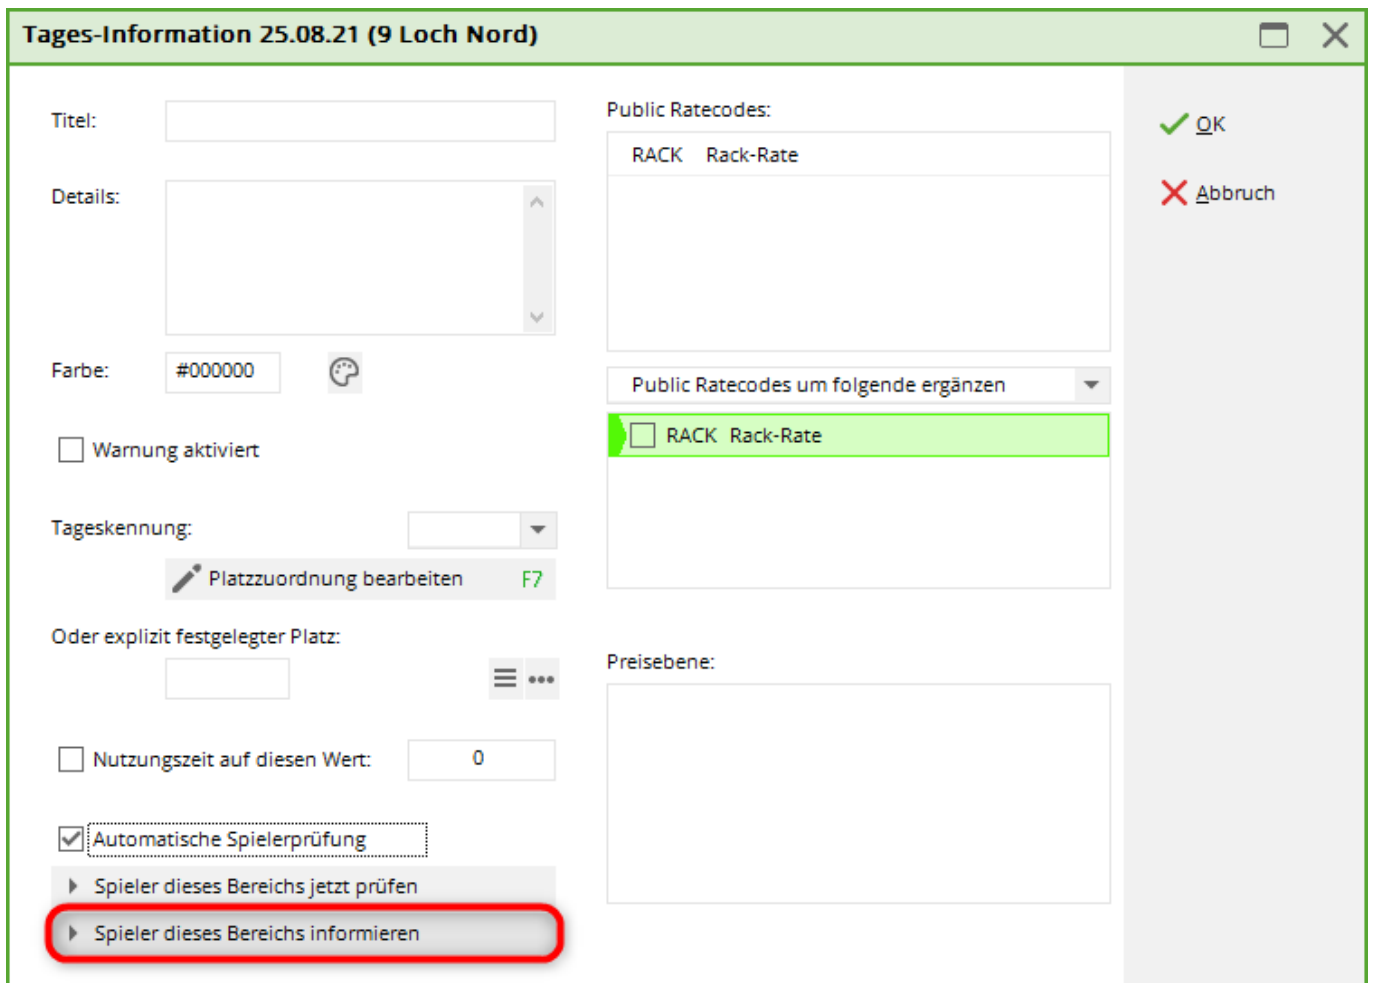 Tages-Information 25.08.21 (9 Loch Nord)
Titel:
Details:
Farbe: #000000
Warnung aktiviert
Tageskennung:
Platzzuordnung bearbeiten F7
Oder explizit festgelegter Platz:
Nutzungszeit auf diesen Wert: 0
Automatische Spielerprüfung
Spieler dieses Bereichs jetzt prüfen
Spieler dieses Bereichs informieren
Public Ratecodes:
RACK Rack-Rate
Public Ratecodes um folgende ergänzen
RACK Rack-Rate
Preisebene:
OK
Abbruch